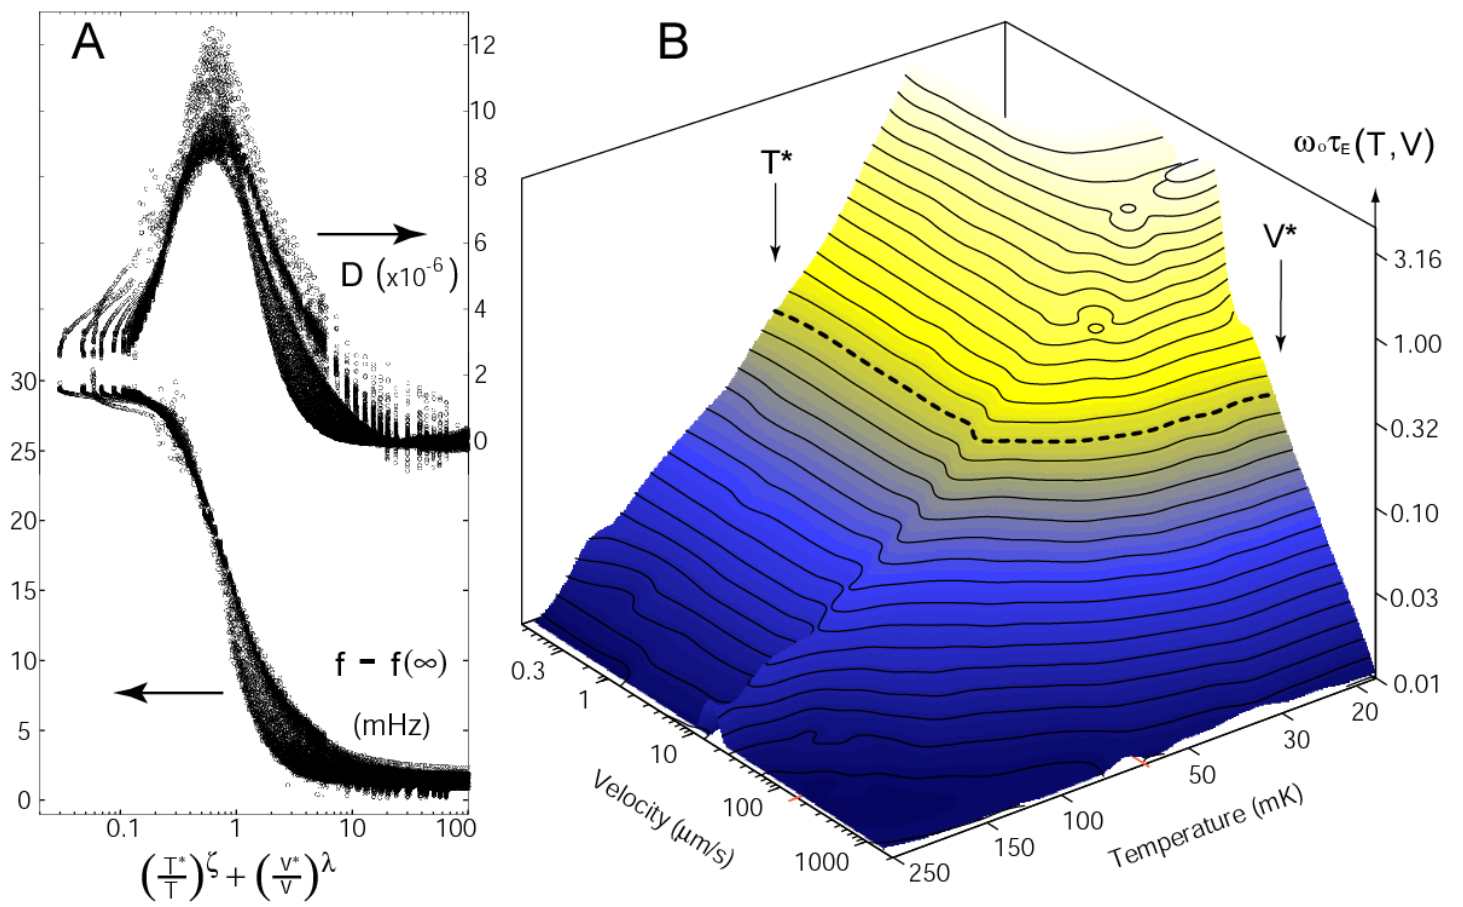 A
12
10
8
6
4
2
0
D (x10⁻⁶)
30
25
20
15
10
5
0
f – f(∞)
(mHz)
0.1 1 10 100
(T*/T)^ζ + (V*/V)^λ
B
T*
V*
ω₀τ_E(T,V)
3.16
1.00
0.32
0.10
0.03
0.01
0.3
1
10
100
1000
Velocity (μm/s)
20
30
50
100
150
250
Temperature (mK)